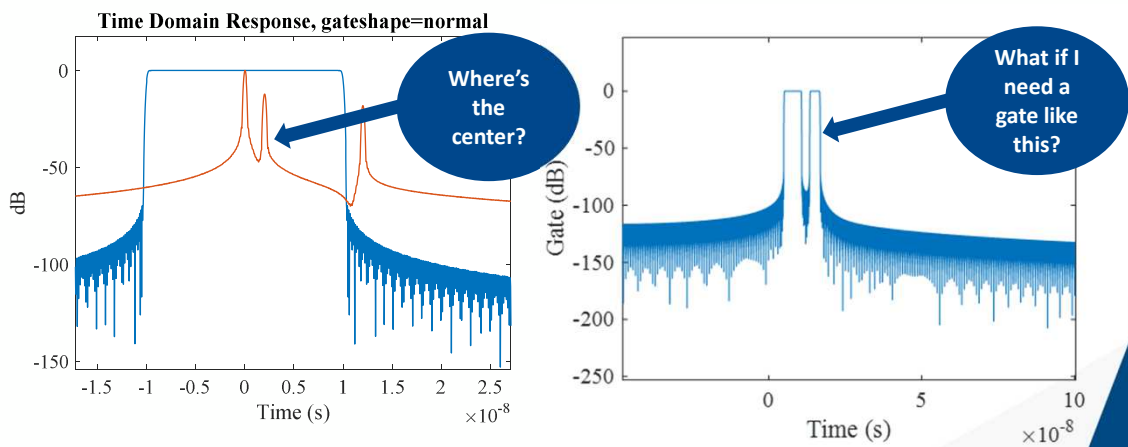 Time Domain Response, gateshape=normal
Where's
the
center?
dB
0
-50
-100
-150
-1.5
-1
-0.5
0
0.5
1
1.5
2
2.5
Time (s)
×10⁻⁸
What if I
need a
gate like
this?
Gate (dB)
0
-50
-100
-150
-200
-250
0
5
10
Time (s)
×10⁻⁸